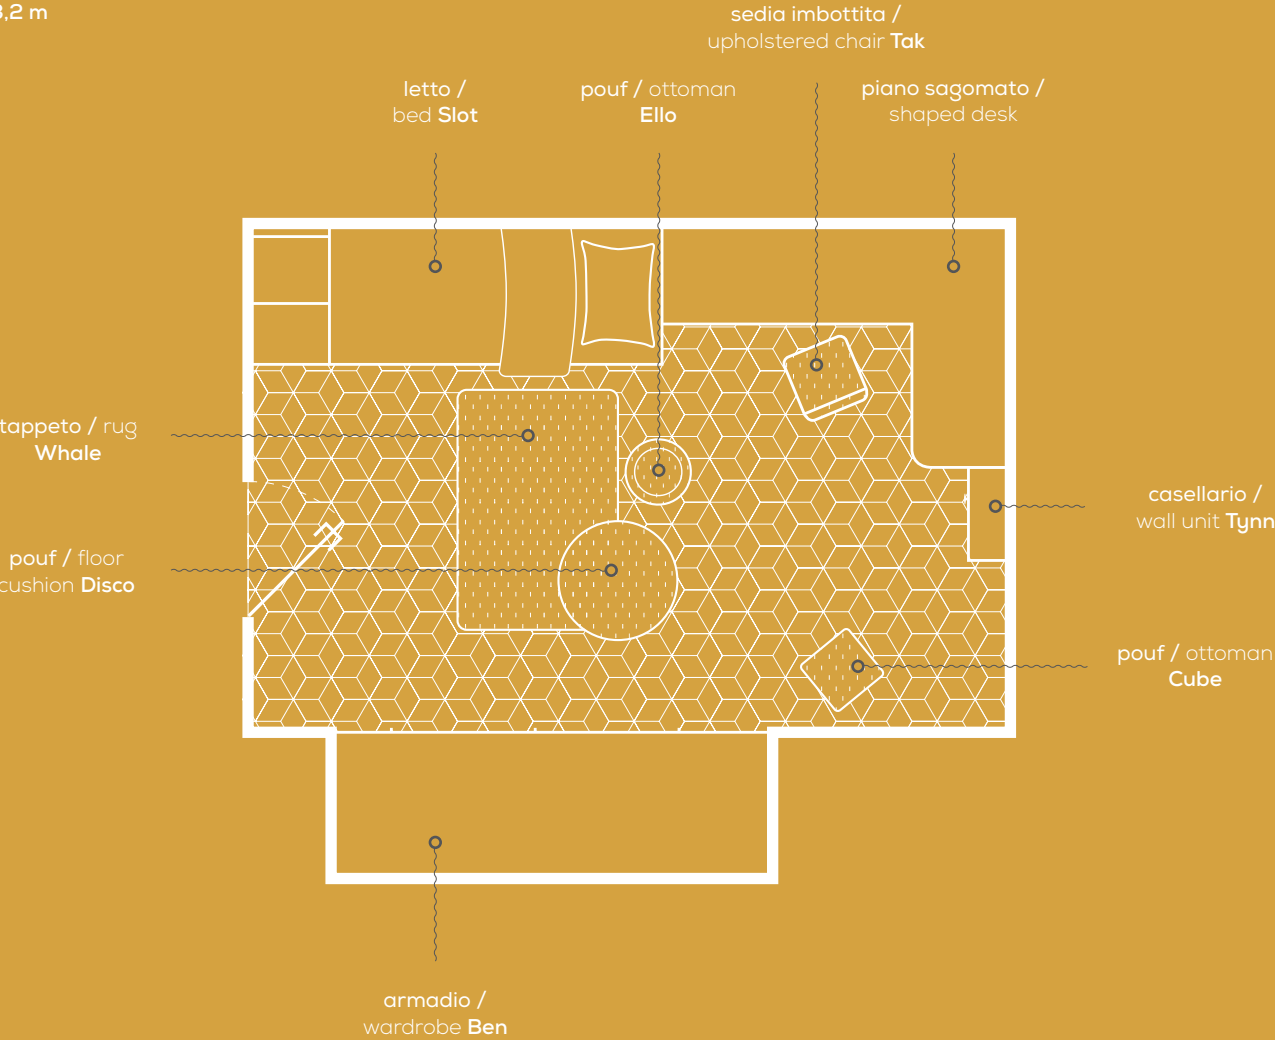 3,2 m
sedia imbottita /
upholstered chair Tak
letto /
bed Slot
pouf / ottoman
Ello
piano sagomato /
shaped desk
tappeto / rug
Whale
casellario /
wall unit Tynn
pouf / floor
cushion Disco
pouf / ottoman
Cube
armadio /
wardrobe Ben